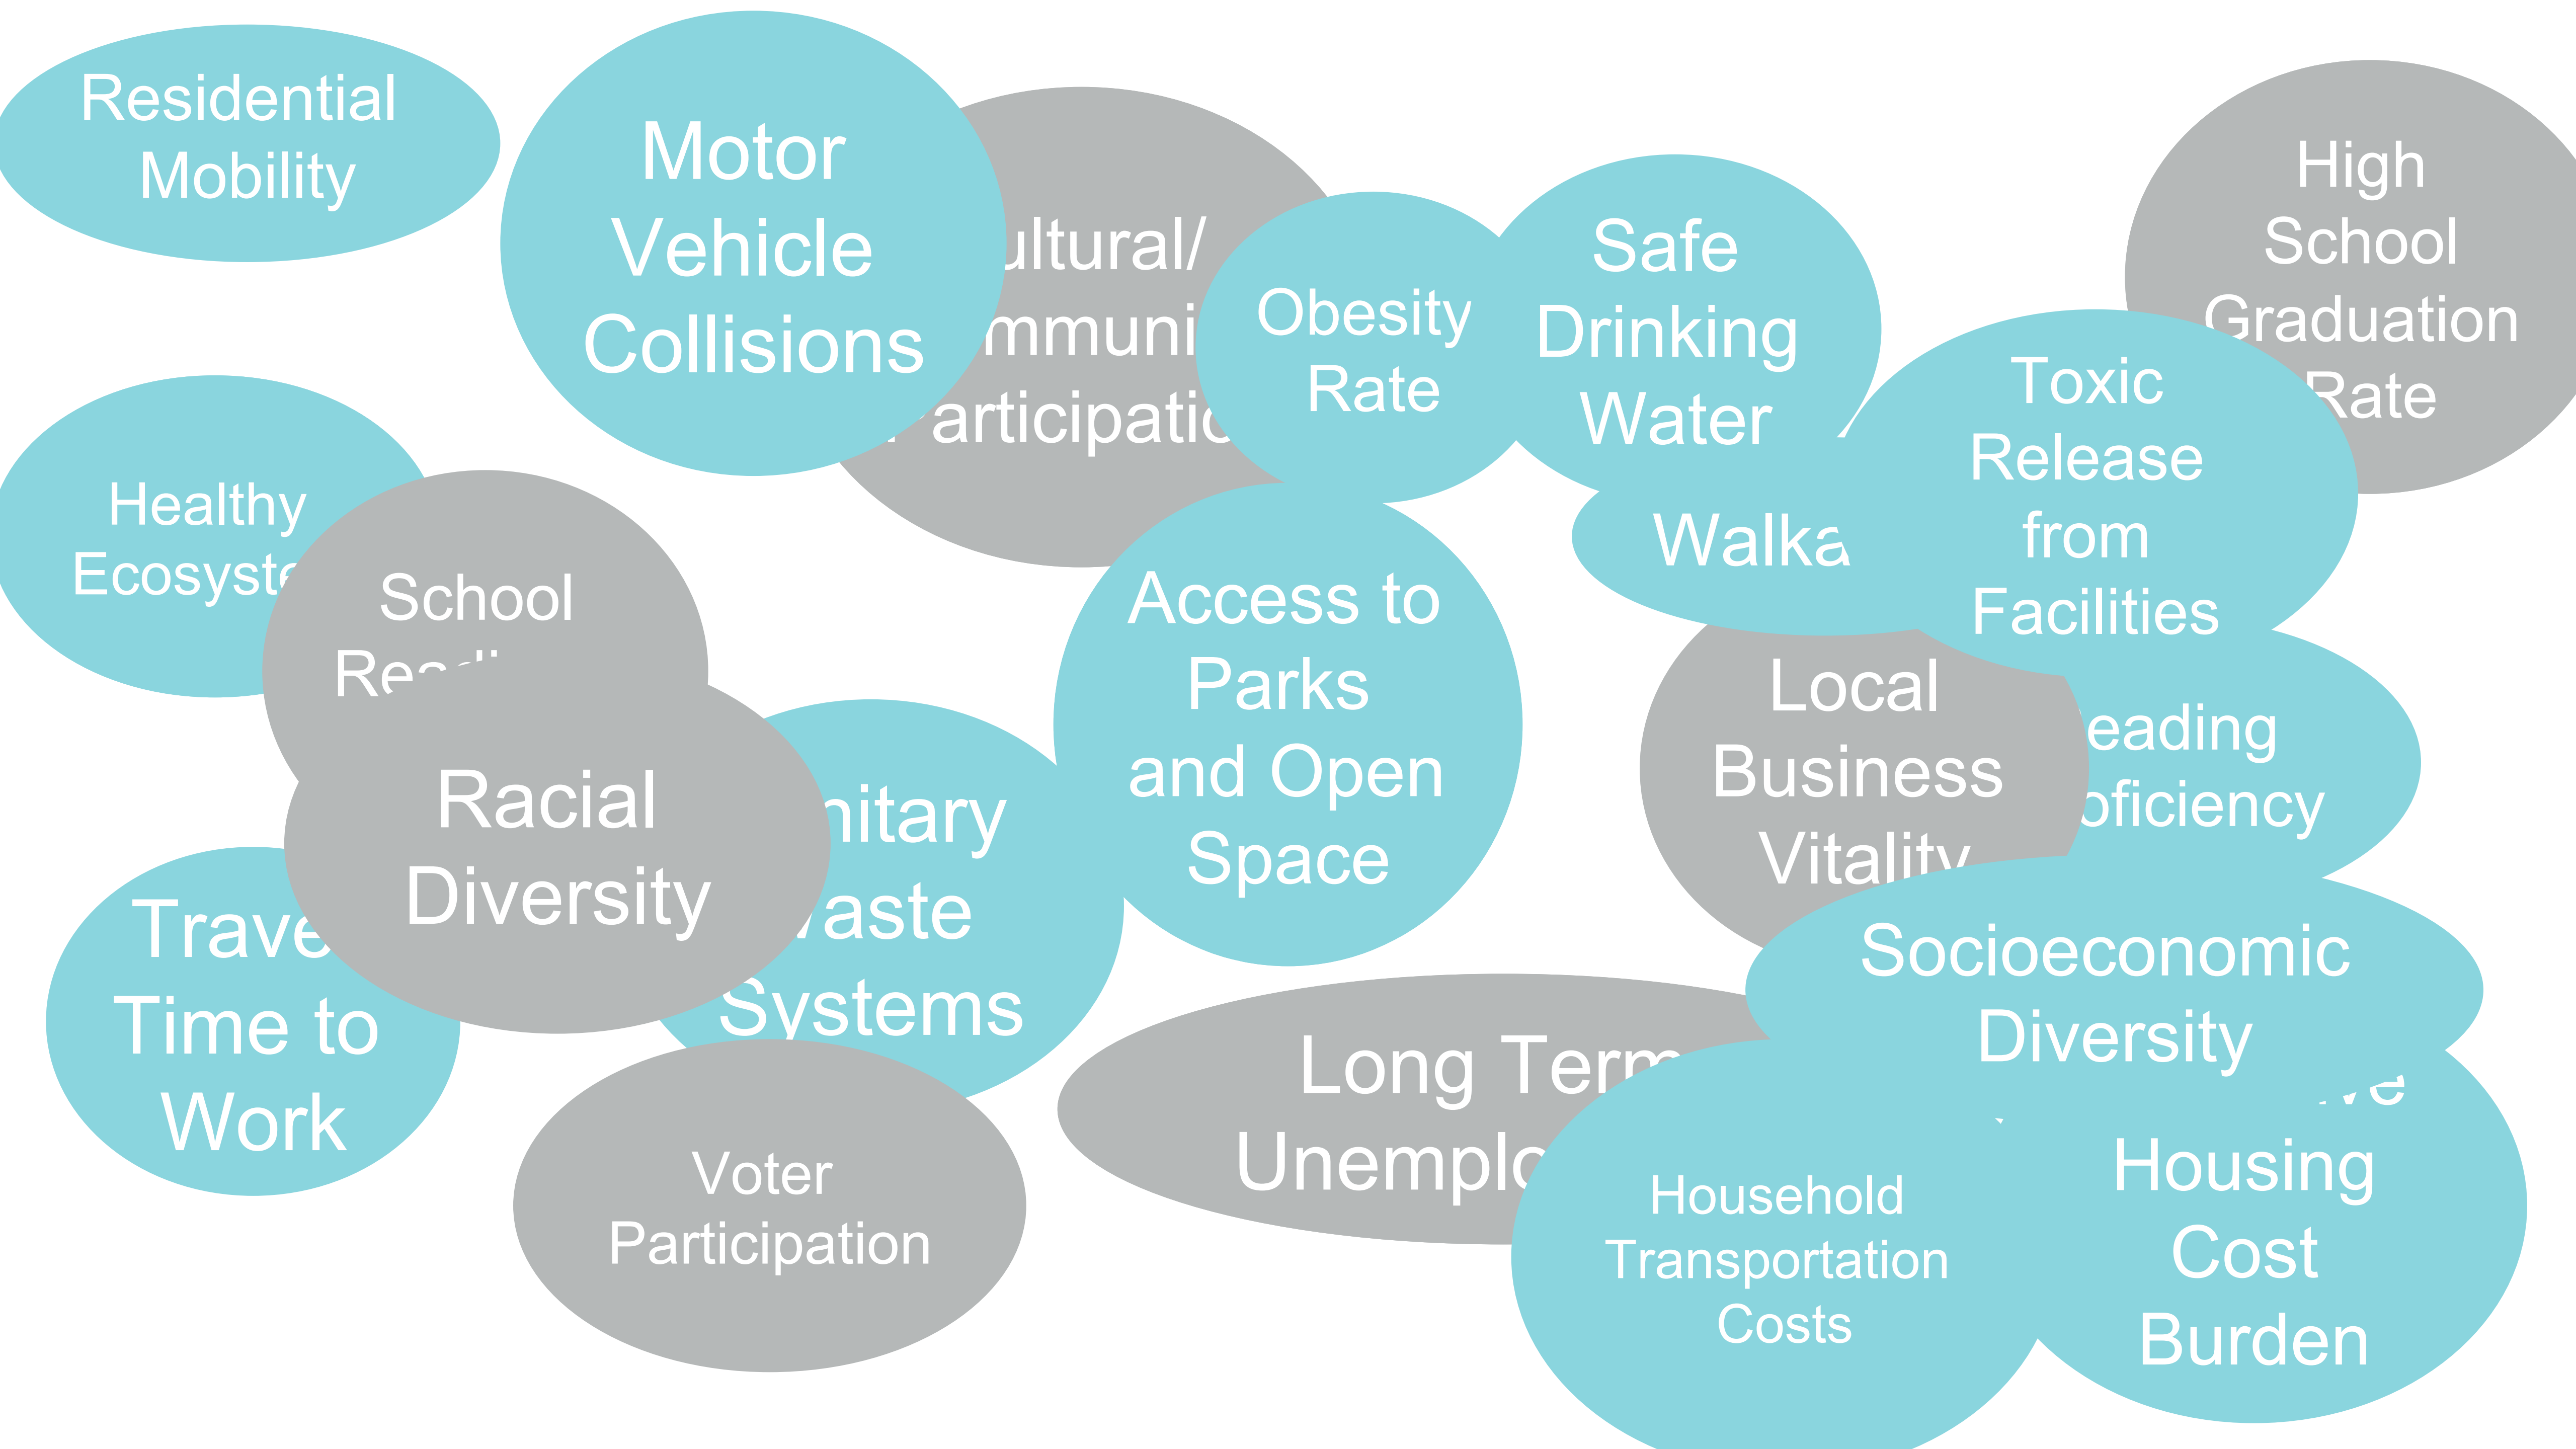 Residential
Mobility
Motor
Vehicle
Collisions
ultural/
mmuni
articipatio
Obesity
Rate
Safe
Drinking
Water
High
School
Graduation
Rate
Toxic
Release
from
Facilities
Walka
Healthy
Ecosyste
School
Racial
Diversity
nitary
aste
Systems
Access to
Parks
and Open
Space
Local
Business
Vitality
eading
oficiency
Travel
Time to
Work
Socioeconomic
Diversity
Long Term
Unemplo
Voter
Participation
Household
Transportation
Costs
Housing
Cost
Burden